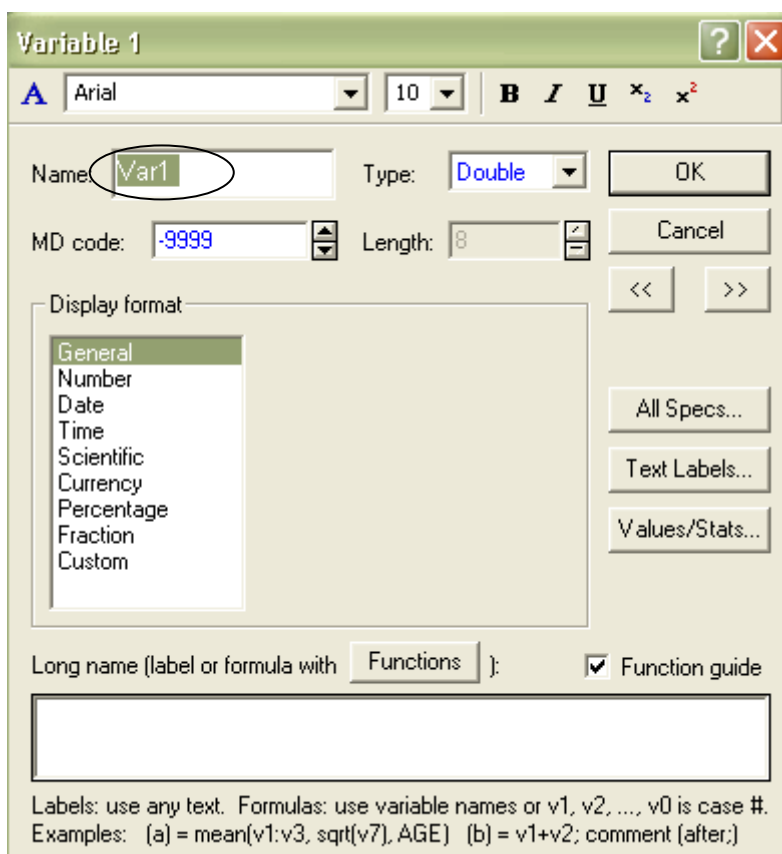 Variable 1
A Arial 10 B I U x₂ x²
Name: Var1 Type: Double OK
MD code: -9999 Length: 8 Cancel
<< >>
Display format
General
Number
Date
Time
Scientific
Currency
Percentage
Fraction
Custom
All Specs...
Text Labels...
Values/Stats...
Long name (label or formula with Functions ): Function guide
Labels: use any text. Formulas: use variable names or v1, v2, ..., v0 is case #.
Examples: (a) = mean(v1:v3, sqrt(v7), AGE) (b) = v1+v2; comment (after;)